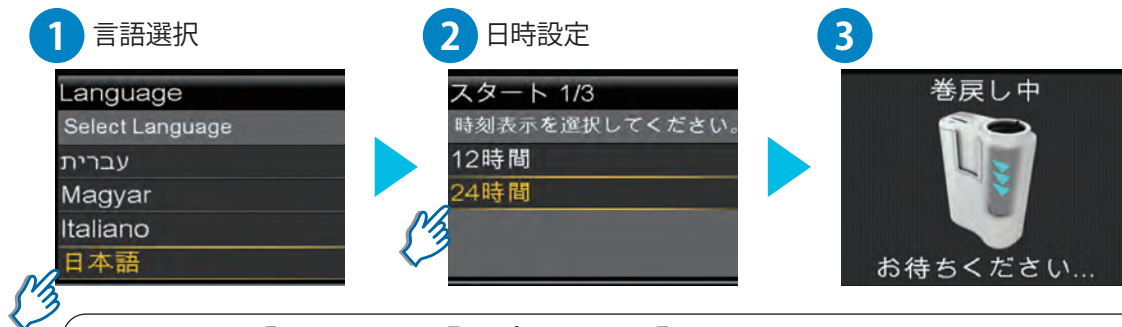 1 言語選択
Language
Select Language
עברית
Magyar
Italiano
日本語
2 日時設定
スタート 1/3
時刻表示を選択してください。
12時間
24時間
3
巻戻し中
お待ちください...